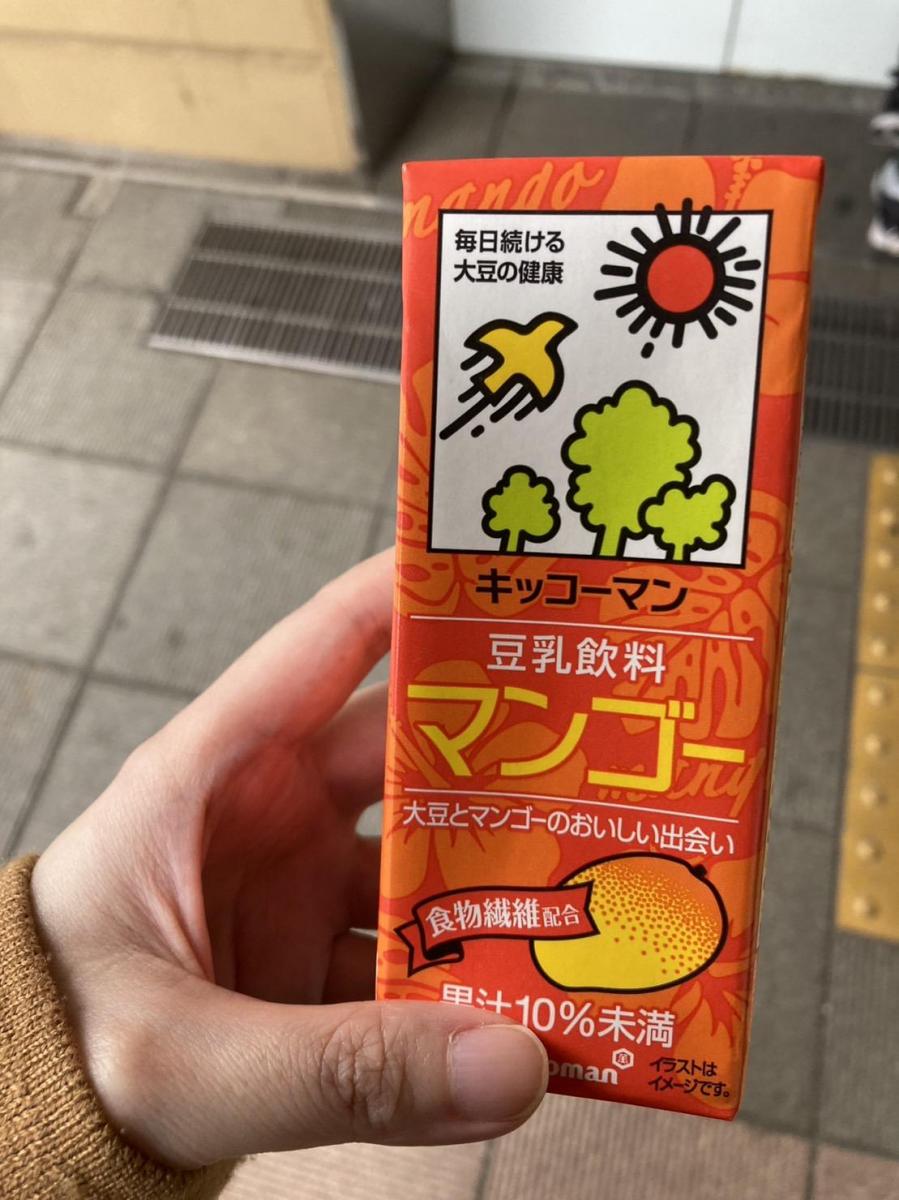 mango
毎日続ける
大豆の健康
キッコーマン
豆乳飲料
マンゴー
大豆とマンゴーのおいしい出会い
食物繊維配合
果汁10%未満
イラストは
イメージです。